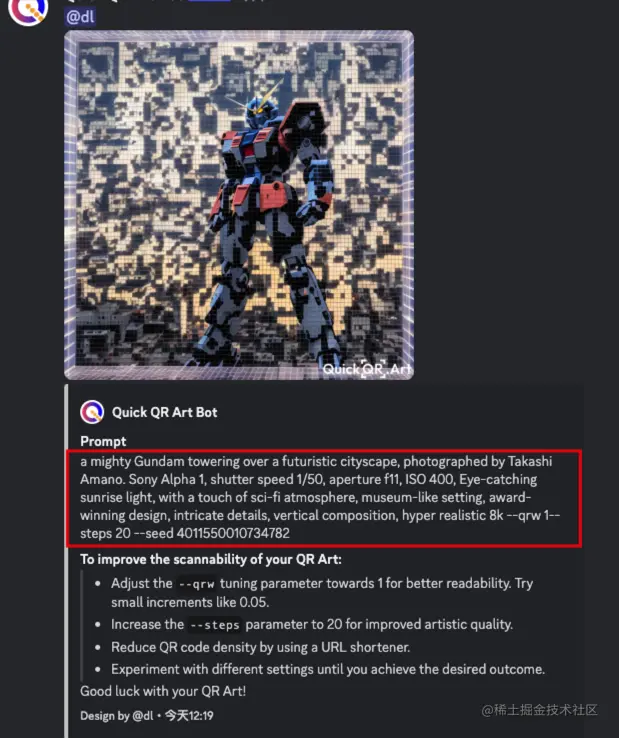 @dl
Quick QR.Art
Quick QR Art Bot
Prompt
a mighty Gundam towering over a futuristic cityscape, photographed by Takashi
Amano. Sony Alpha 1, shutter speed 1/50, aperture f11, ISO 400, Eye-catching
sunrise light, with a touch of sci-fi atmosphere, museum-like setting, award-
winning design, intricate details, vertical composition, hyper realistic 8k --qrw 1--
steps 20 --seed 4011550010734782
To improve the scannability of your QR Art:
• Adjust the --qrw tuning parameter towards 1 for better readability. Try
small increments like 0.05.
• Increase the --steps parameter to 20 for improved artistic quality.
• Reduce QR code density by using a URL shortener.
• Experiment with different settings until you achieve the desired outcome.
Good luck with your QR Art!
Design by @dl • 今天12:19
@稀土掘金技术社区